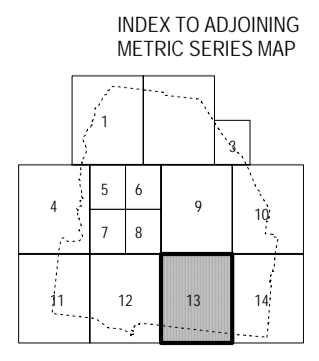 INDEX TO ADJOINING
METRIC SERIES MAP
1
3
5 6
4 9 10
7 8
11 12 13 14